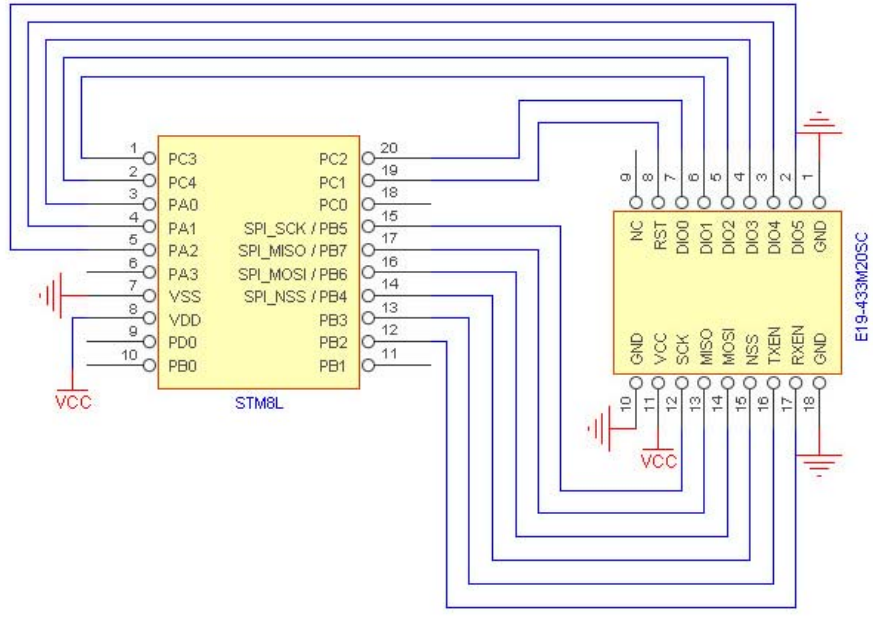 1 PC3 PC2 20
2 PC4 PC1 19
3 PA0 PC0 18
4 PA1 SPI_SCK / PB5 15
5 PA2 SPI_MISO / PB7 17
6 PA3 SPI_MOSI / PB6 16
7 VSS SPI_NSS / PB4 14
8 VDD PB3 13
9 PD0 PB2 12
10 PB0 PB1 11
VCC
STM8L
9 8 7 6 5 4 3 2 1
NC RST DIO0 DIO1 DIO2 DIO3 DIO4 DIO5 GND
GND VCC SCK MISO MOSI NSS TXEN RXEN GND
10 11 12 13 14 15 16 17 18
VCC
E19-433M20SC